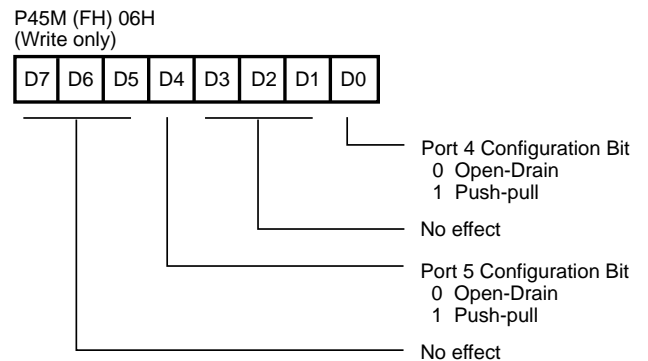 P45M (FH) 06H
(Write only)
D7 D6 D5 D4 D3 D2 D1 D0
Port 4 Configuration Bit
0 Open-Drain
1 Push-pull
No effect
Port 5 Configuration Bit
0 Open-Drain
1 Push-pull
No effect